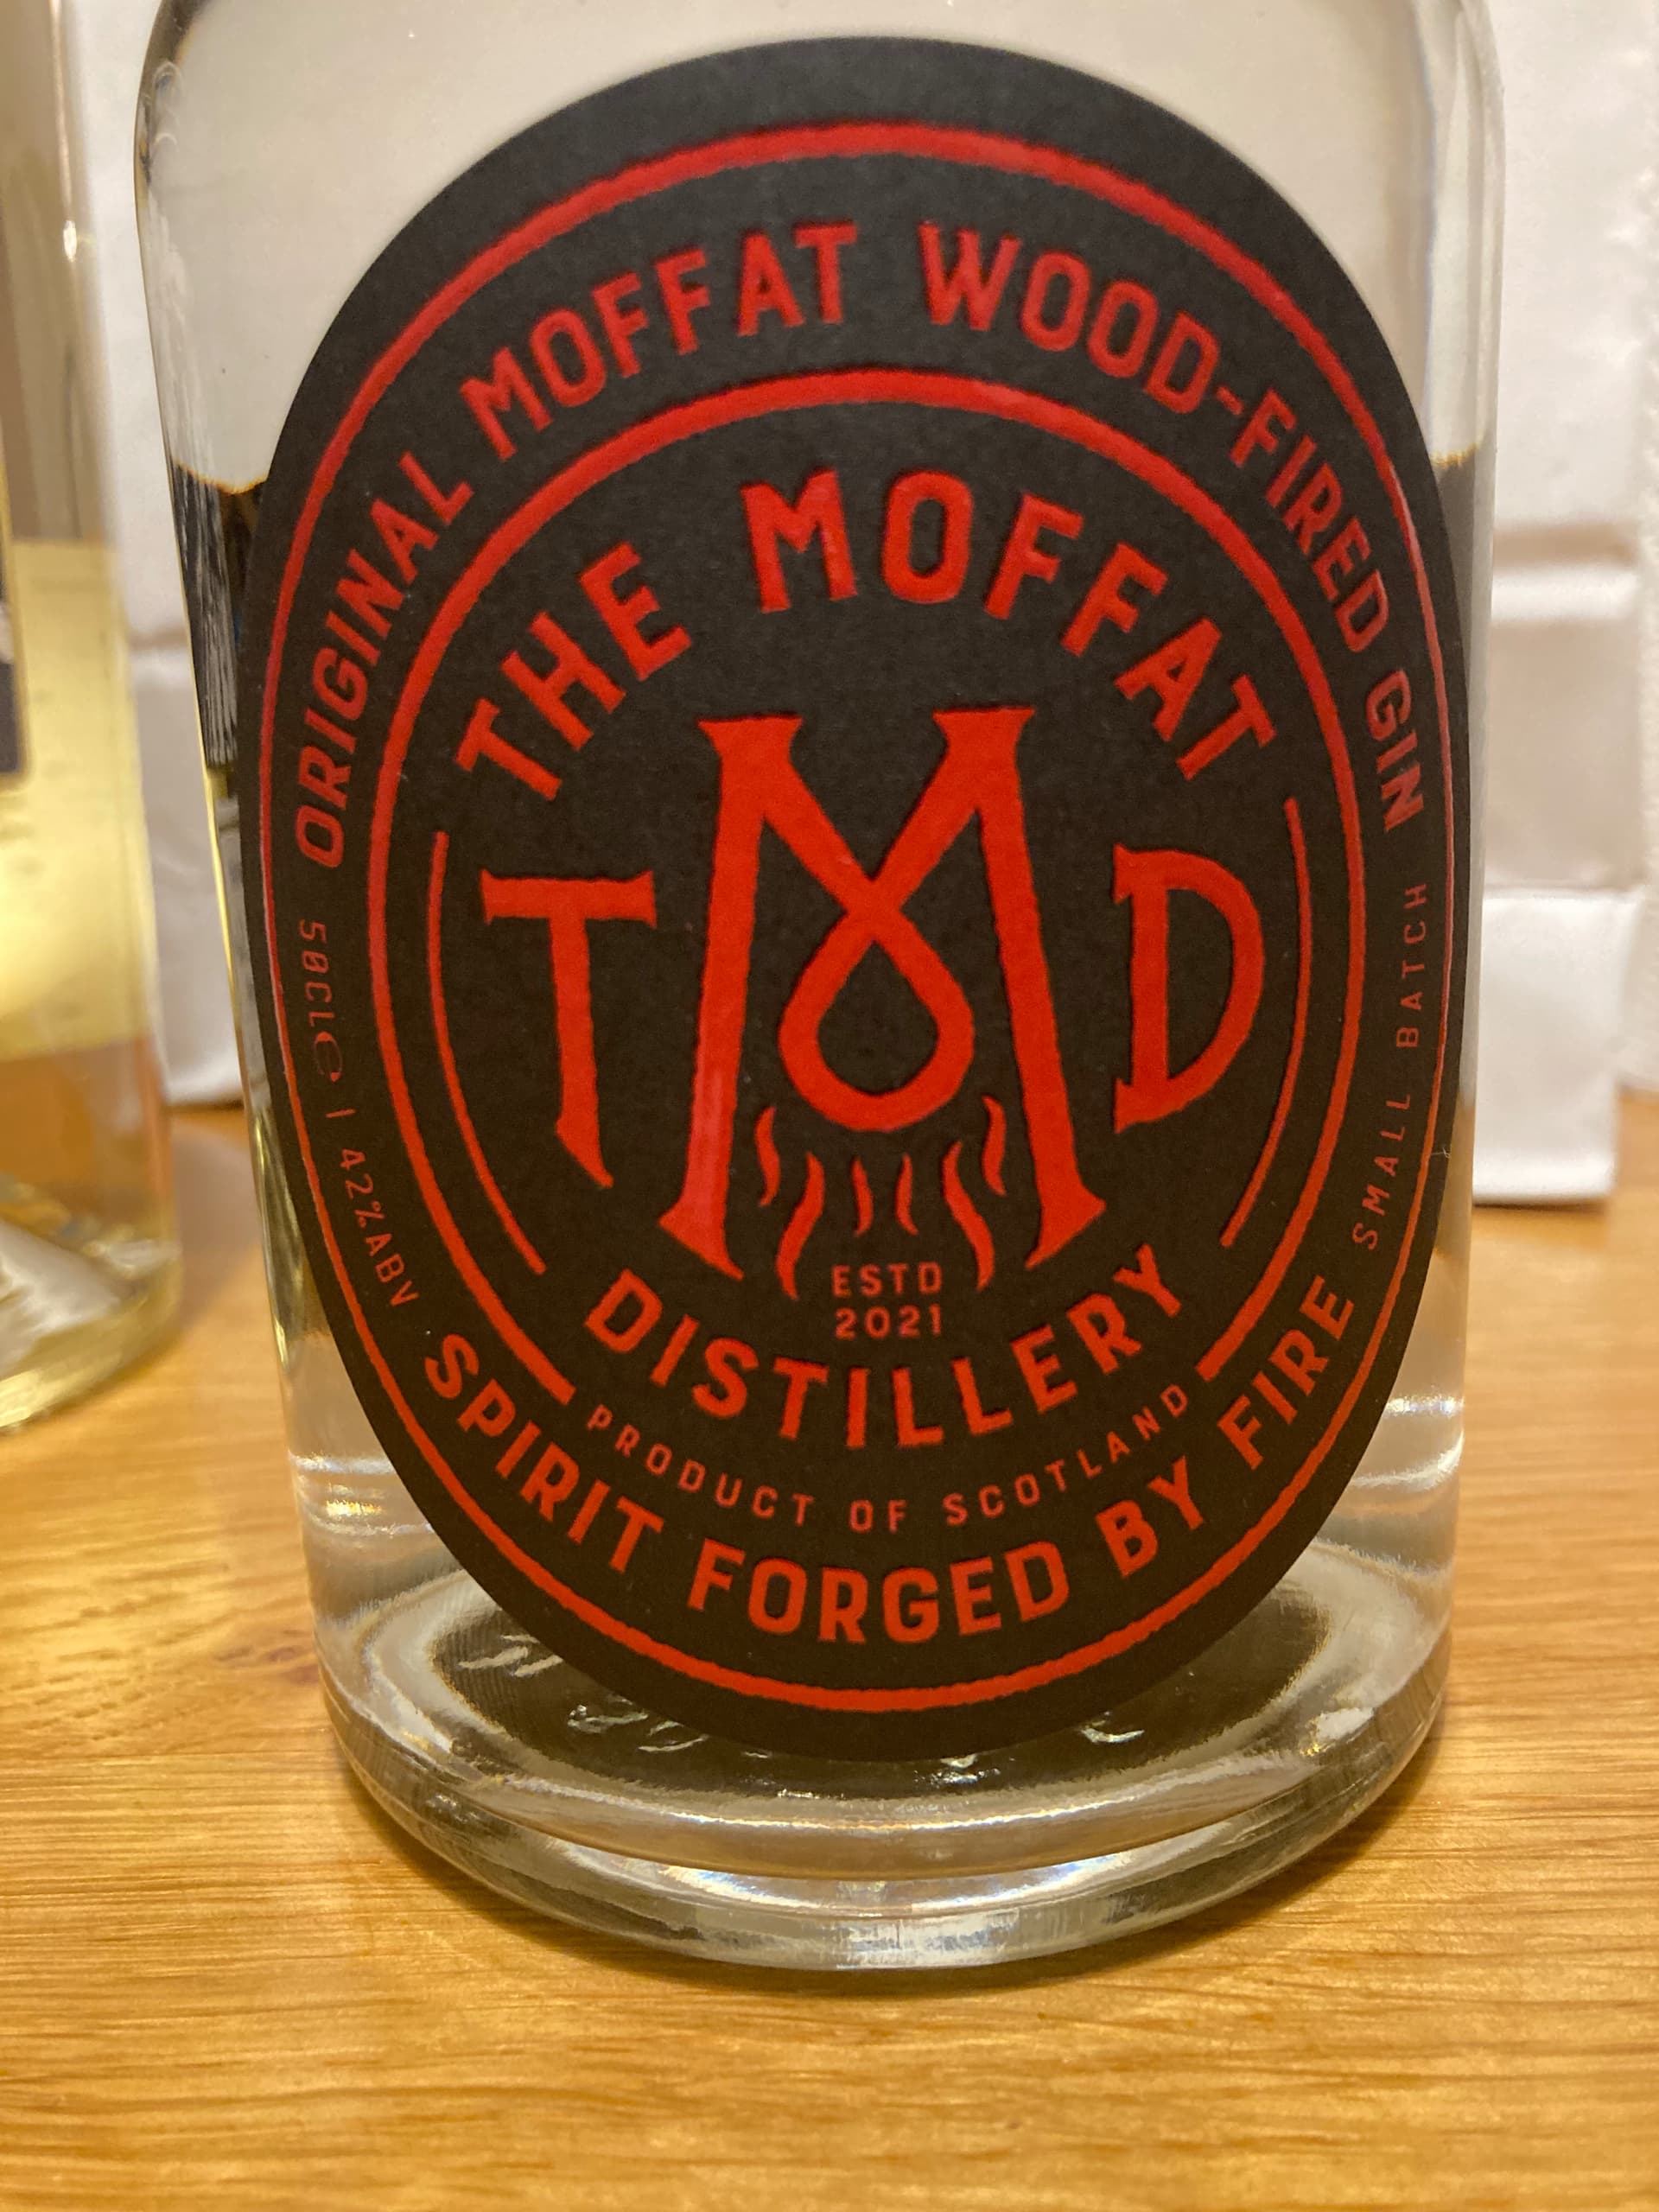 ORIGINAL MOFFAT WOOD-FIRED GIN
THE MOFFAT
TMD
ESTD
2021
DISTILLERY
PRODUCT OF SCOTLAND
50CL℮ | 42%ABV
SPIRIT FORGED BY FIRE
SMALL BATCH